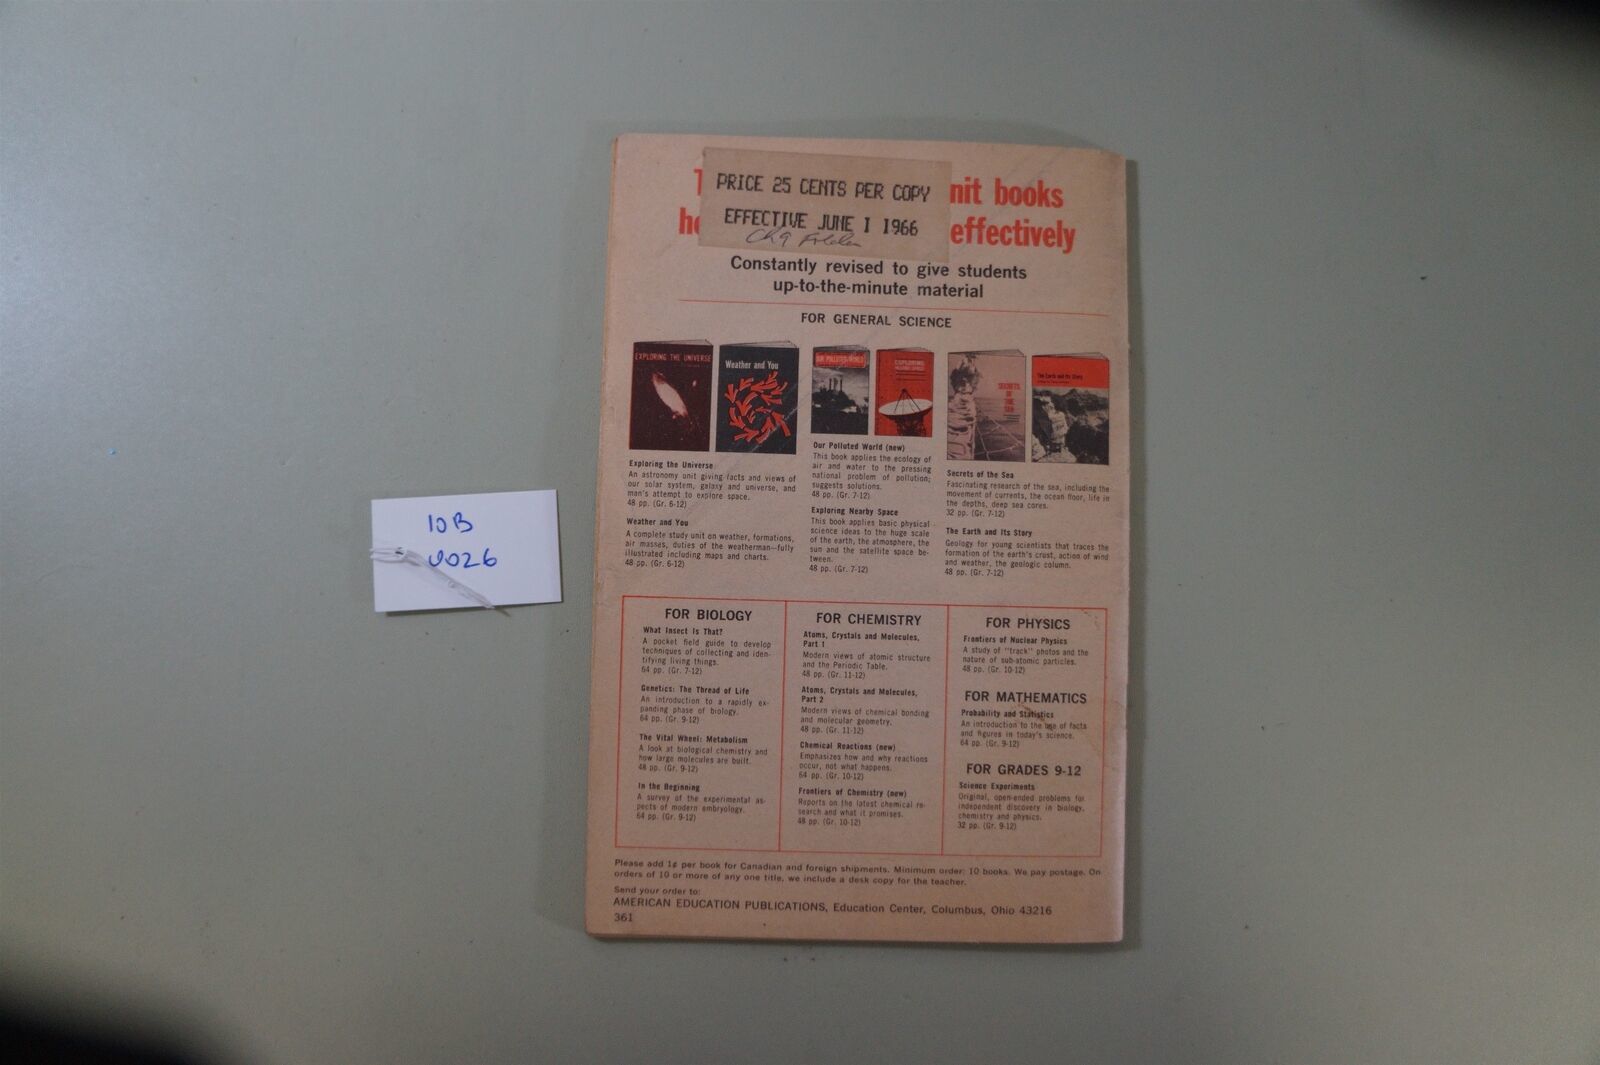 10B
0026
PRICE 25 CENTS PER COPY
EFFECTIVE JUNE 1 1966
nit books
effectively
Constantly revised to give students
up-to-the-minute material
FOR GENERAL SCIENCE
EXPLORING THE UNIVERSE
Weather and You
OUR POLLUTED WORLD
EXPLORING
SECRETS
OF
THE
SEA
The Earth and Its Story
Exploring the Universe
An astronomy unit giving facts and views of
our solar system, galaxy and universe, and
man's attempt to explore space.
48 pp. (Gr. 6-12)
Weather and You
A complete study unit on weather, formations,
air masses, duties of the weatherman—fully
illustrated including maps and charts.
48 pp. (Gr. 6-12)
Our Polluted World (new)
This book applies the ecology of
air and water to the pressing
national problem of pollution;
suggests solutions.
48 pp. (Gr. 7-12)
Exploring Nearby Space
This book applies basic physical
science ideas to the huge scale
of the earth, the atmosphere, the
sun and the satellite space be-
tween.
48 pp. (Gr. 7-12)
Secrets of the Sea
Fascinating research of the sea, including the
movement of currents, the ocean floor, life in
the depths, deep sea cores.
32 pp. (Gr. 7-12)
The Earth and Its Story
Geology for young scientists that traces the
formation of the earth's crust, action of wind
and weather, the geologic column.
48 pp. (Gr. 7-12)
FOR BIOLOGY
What Insect Is That?
A pocket field guide to develop
techniques of collecting and iden-
tifying living things.
64 pp. (Gr. 7-12)
Genetics: The Thread of Life
An introduction to a rapidly ex-
panding phase of biology.
64 pp. (Gr. 9-12)
The Vital Wheel: Metabolism
A look at biological chemistry and
how large molecules are built.
48 pp. (Gr. 9-12)
In the Beginning
A survey of the experimental as-
pects of modern embryology.
64 pp. (Gr. 9-12)
FOR CHEMISTRY
Atoms, Crystals and Molecules,
Part 1
Modern views of atomic structure
and the Periodic Table.
48 pp. (Gr. 11-12)
Atoms, Crystals and Molecules,
Part 2
Modern views of chemical bonding
and molecular geometry.
48 pp. (Gr. 11-12)
Chemical Reactions (new)
Emphasizes how and why reactions
occur, not what happens.
64 pp. (Gr. 10-12)
Frontiers of Chemistry (new)
Reports on the latest chemical re-
search and what it promises.
48 pp. (Gr. 10-12)
FOR PHYSICS
Frontiers of Nuclear Physics
A study of "track" photos and the
nature of sub-atomic particles.
48 pp. (Gr. 10-12)
FOR MATHEMATICS
Probability and Statistics
An introduction to the use of facts
and figures in today's science.
64 pp. (Gr. 9-12)
FOR GRADES 9-12
Science Experiments
Original, open-ended problems for
independent discovery in biology,
chemistry and physics.
32 pp. (Gr. 9-12)
Please add 1¢ per book for Canadian and foreign shipments. Minimum order: 10 books. We pay postage. On
orders of 10 or more of any one title, we include a desk copy for the teacher.
Send your order to:
AMERICAN EDUCATION PUBLICATIONS, Education Center, Columbus, Ohio 43216
361